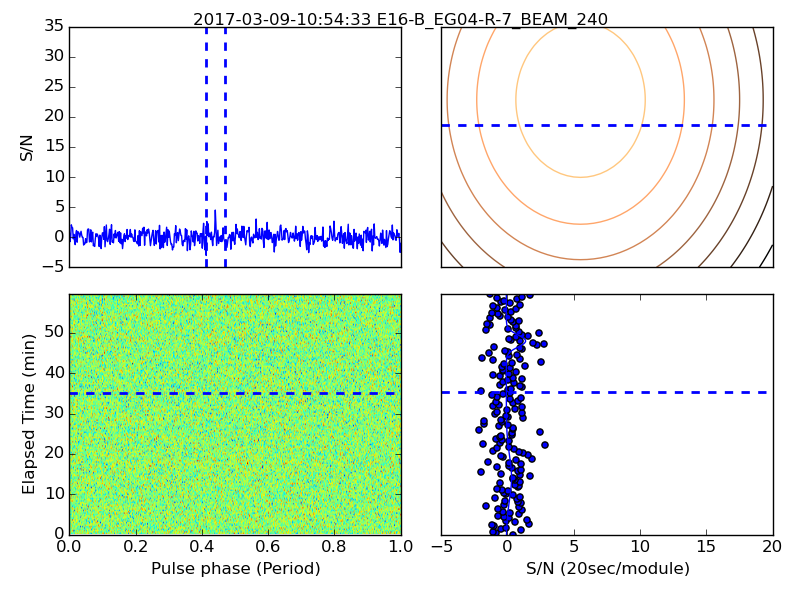 2017-03-09-10:54:33 E16-B_EG04-R-7_BEAM_240
35
30
25
20
15
10
5
0
−5
S/N
50
40
30
20
10
0
Elapsed Time (min)
0.0 0.2 0.4 0.6 0.8 1.0
Pulse phase (Period)
−5 0 5 10 15 20
S/N (20sec/module)